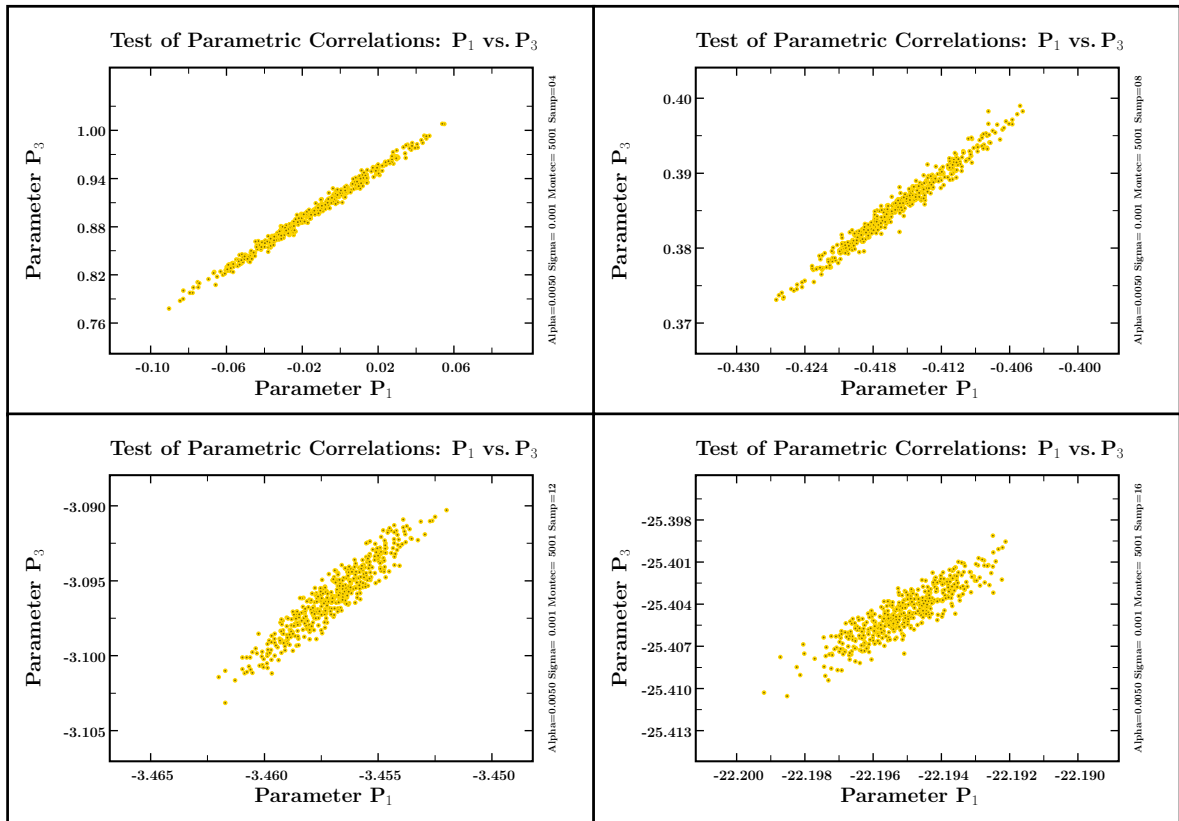 Test of Parametric Correlations: P₁ vs. P₃
Parameter P₃
1.00
0.94
0.88
0.82
0.76
-0.10
-0.06
-0.02
0.02
0.06
Parameter P₁
Alpha=0.0050 Sigma= 0.001 Montec= 5001 Samp=04
Test of Parametric Correlations: P₁ vs. P₃
Parameter P₃
0.40
0.39
0.38
0.37
-0.430
-0.424
-0.418
-0.412
-0.406
-0.400
Parameter P₁
Alpha=0.0050 Sigma= 0.001 Montec= 5001 Samp=08
Test of Parametric Correlations: P₁ vs. P₃
Parameter P₃
-3.090
-3.095
-3.100
-3.105
-3.465
-3.460
-3.455
-3.450
Parameter P₁
Alpha=0.0050 Sigma= 0.001 Montec= 5001 Samp=12
Test of Parametric Correlations: P₁ vs. P₃
Parameter P₃
-25.398
-25.401
-25.404
-25.407
-25.410
-25.413
-22.200
-22.198
-22.196
-22.194
-22.192
-22.190
Parameter P₁
Alpha=0.0050 Sigma= 0.001 Montec= 5001 Samp=16